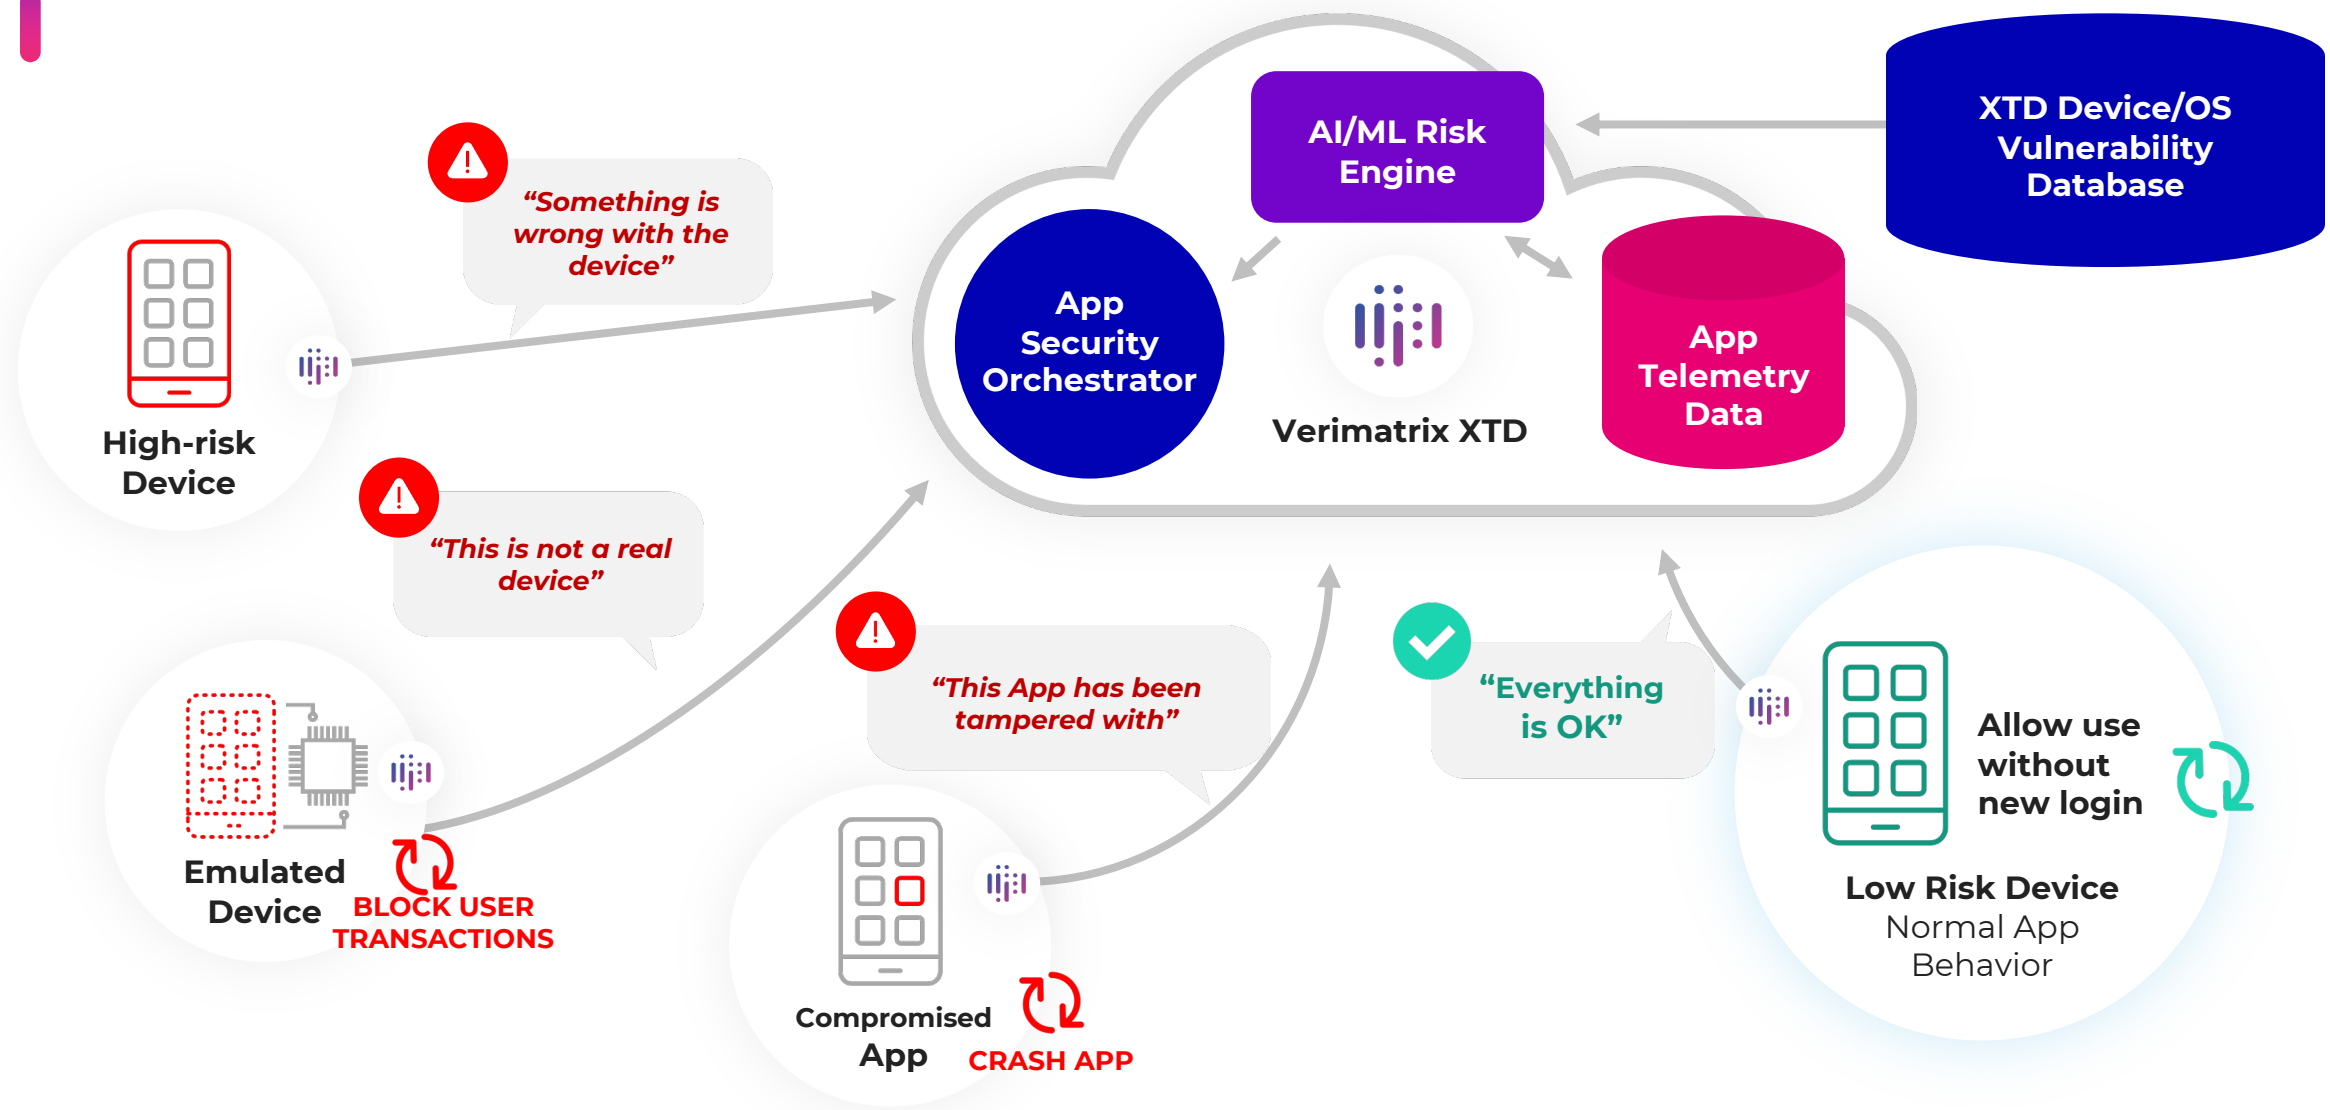 AI/ML Risk
Engine
XTD Device/OS
Vulnerability
Database
“Something is
wrong with the
device”
App
Security
Orchestrator
Verimatrix XTD
App
Telemetry
Data
High-risk
Device
“This is not a real
device”
“This App has been
tampered with”
“Everything
is OK”
Allow use
without
new login
Low Risk Device
Normal App
Behavior
Emulated
Device
BLOCK USER
TRANSACTIONS
Compromised
App
CRASH APP